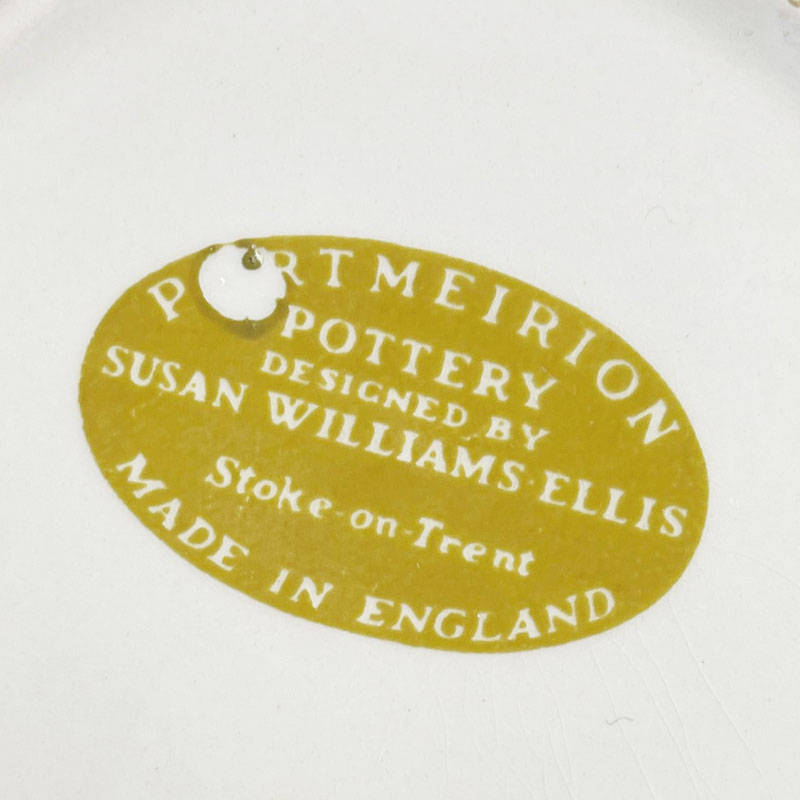 PORTMEIRION
POTTERY
DESIGNED BY
SUSAN WILLIAMS-ELLIS
Stoke-on-Trent
MADE IN ENGLAND